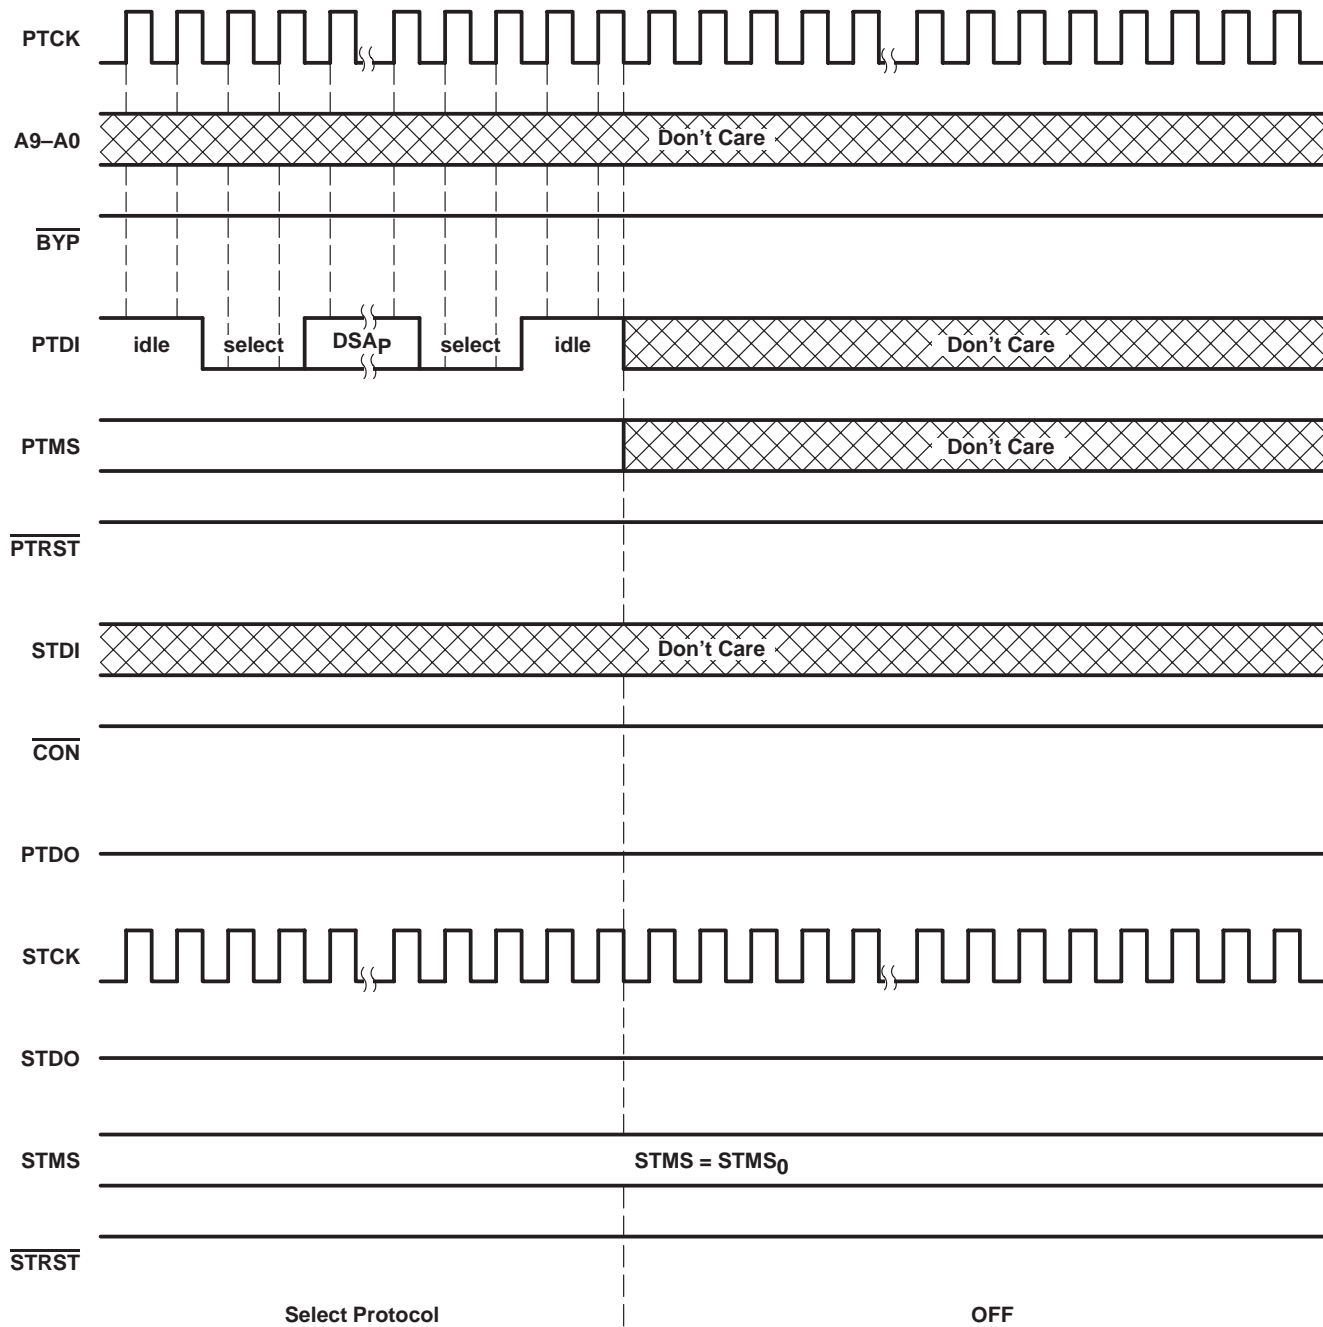 PTCK
A9–A0
Don't Care
BYP
PTDI
idle
select
DSAP
select
idle
Don't Care
PTMS
Don't Care
PTRST
STDI
Don't Care
CON
PTDO
STCK
STDO
STMS
STMS = STMS0
STRST
Select Protocol
OFF